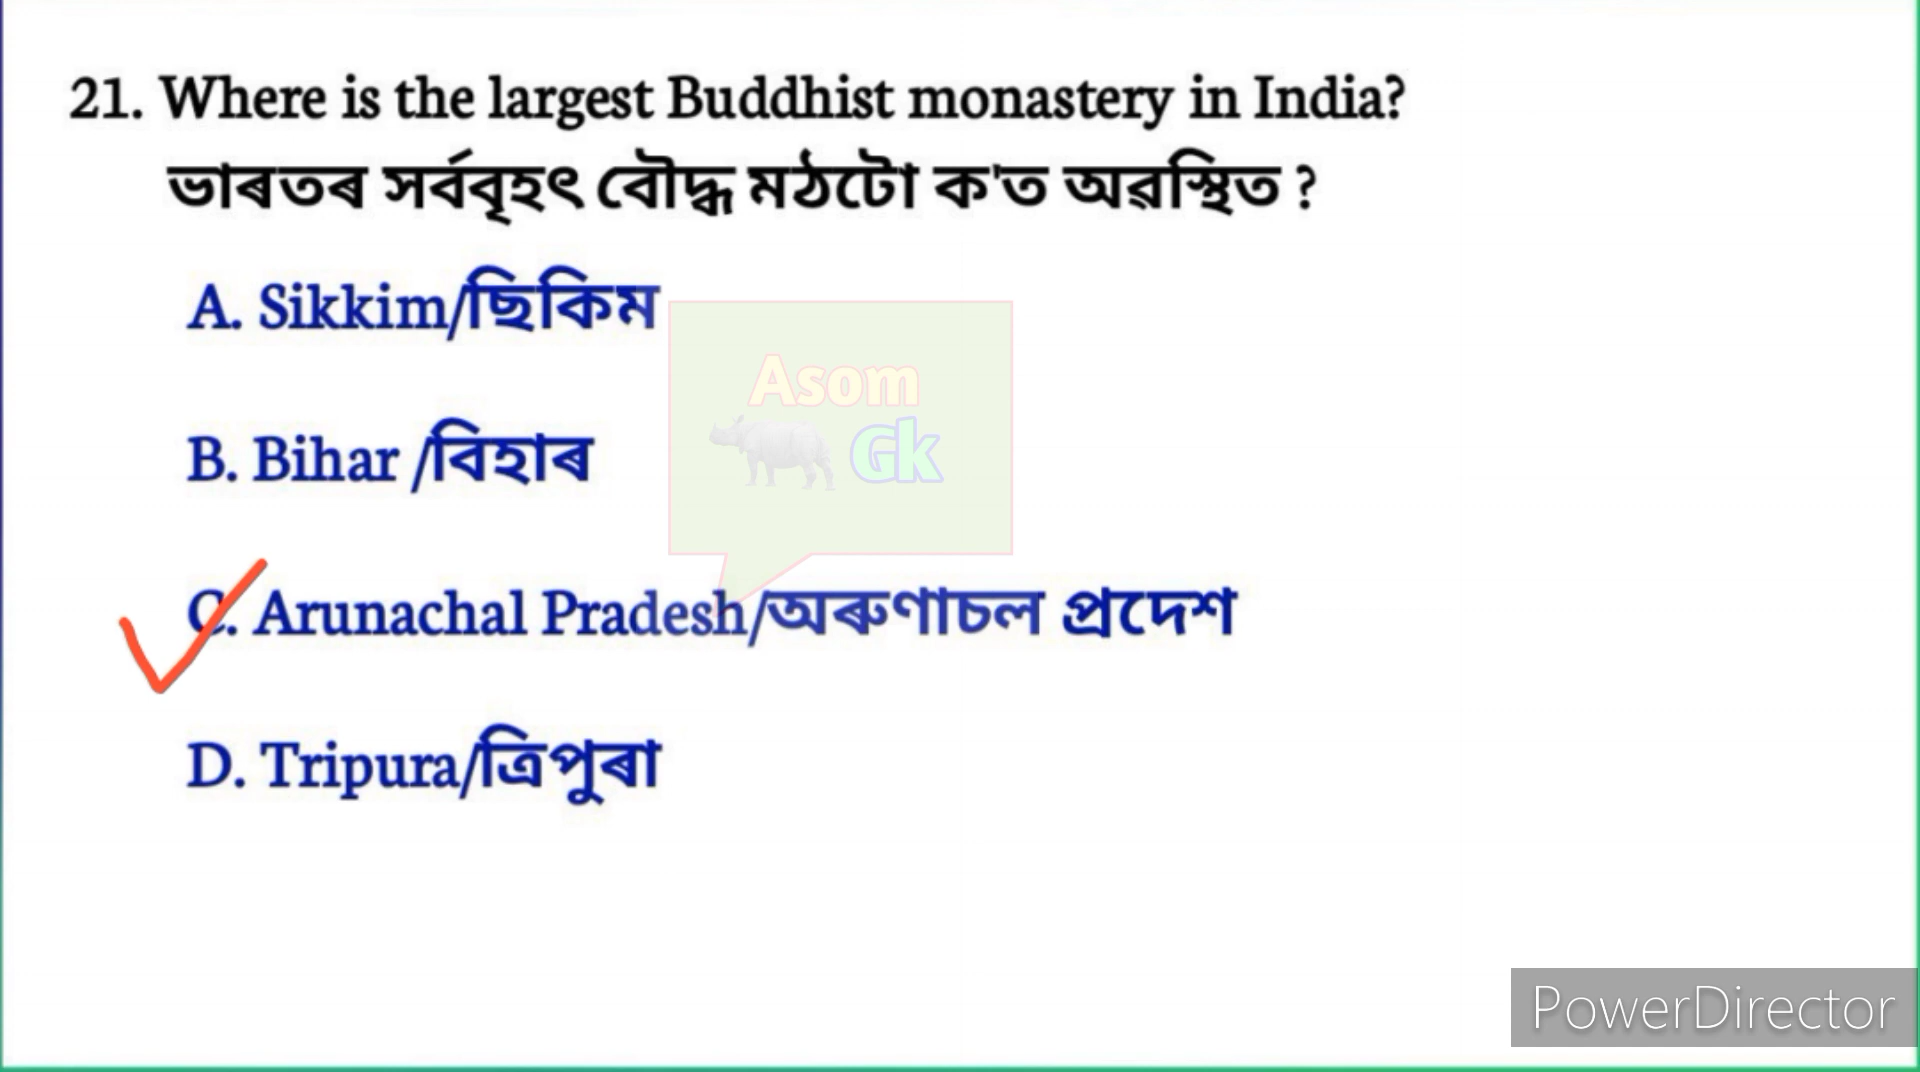 21. Where is the largest Buddhist monastery in India?
ভাৰতৰ সৰ্ববৃহৎ বৌদ্ধ মঠটো ক'ত অৱস্থিত ?
A. Sikkim/ছিকিম
Asom
Gk
B. Bihar /বিহাৰ
C. Arunachal Pradesh/অৰুণাচল প্ৰদেশ
D. Tripura/ত্ৰিপুৰা
PowerDirector